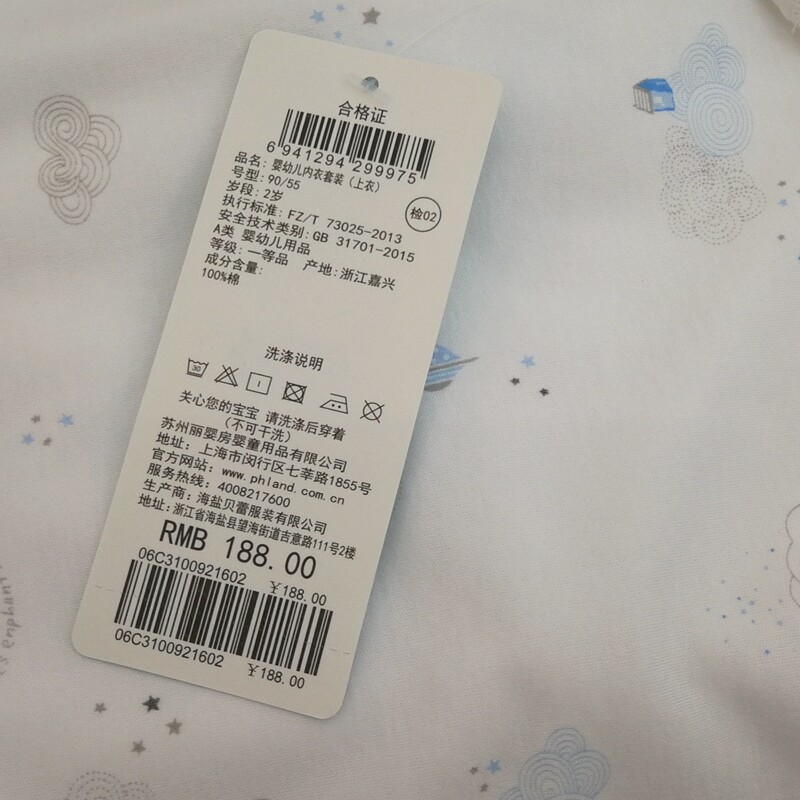 合格证
6 941294 299975
品名: 婴幼儿内衣套装（上衣）
号型: 90/55
岁段: 2岁
检02
执行标准: FZ/T 73025-2013
安全技术类别: GB 31701-2015
A类 婴幼儿用品
等级: 一等品 产地: 浙江嘉兴
成分含量:
100%棉
洗涤说明
30
关心您的宝宝 请洗涤后穿着
(不可干洗)
苏州丽婴房婴童用品有限公司
地址: 上海市闵行区七莘路1855号
官方网站: www.phland.com.cn
服务热线: 4008217600
生产商: 海盐贝蕾服装有限公司
地址: 浙江省海盐县望海街道吉意路111号2楼
RMB 188.00
06C3100921602 ¥188.00
06C3100921602 ¥188.00